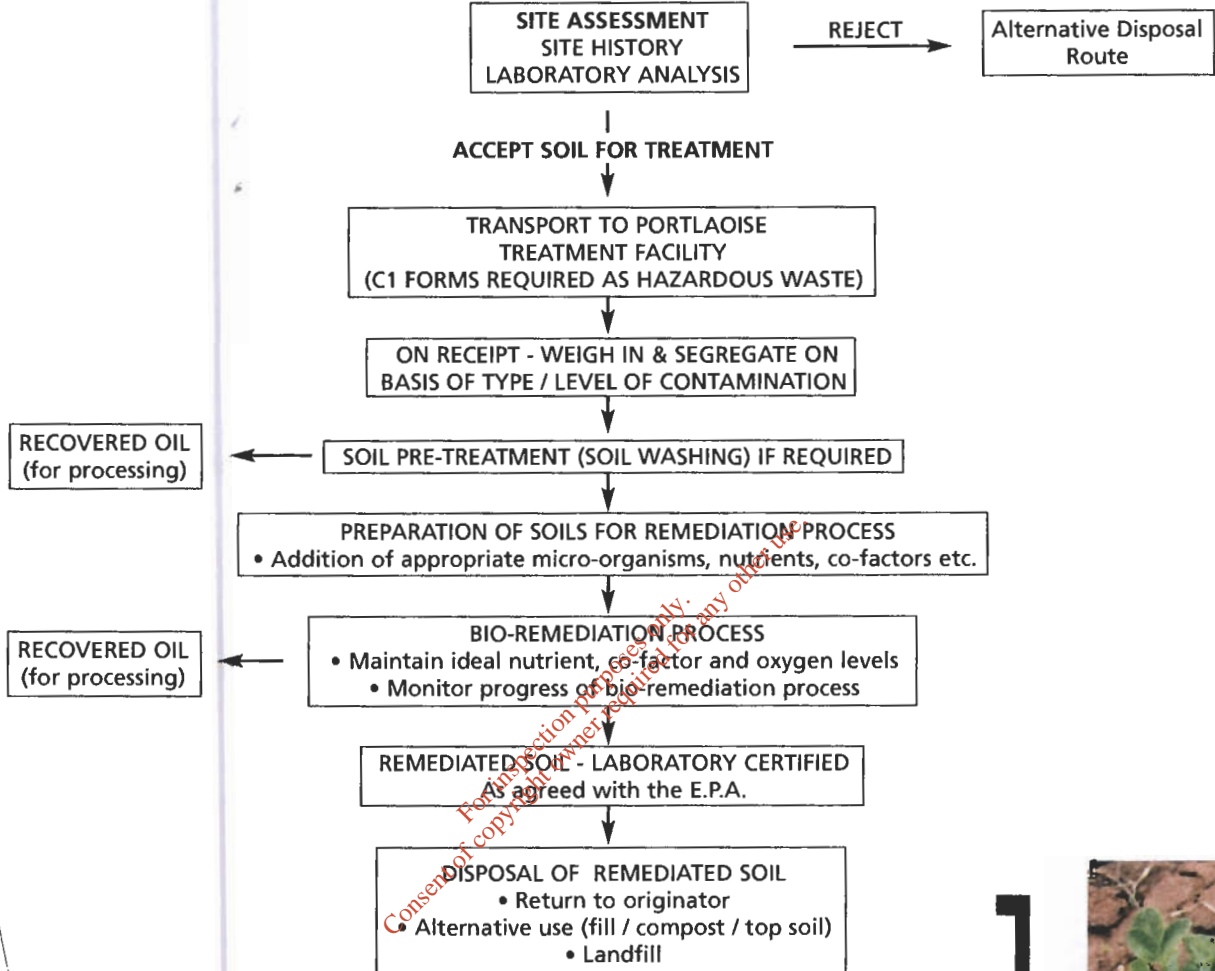 SITE ASSESSMENT
SITE HISTORY
LABORATORY ANALYSIS
REJECT
Alternative Disposal
Route
ACCEPT SOIL FOR TREATMENT
TRANSPORT TO PORTLAOISE
TREATMENT FACILITY
(C1 FORMS REQUIRED AS HAZARDOUS WASTE)
ON RECEIPT - WEIGH IN & SEGREGATE ON
BASIS OF TYPE / LEVEL OF CONTAMINATION
RECOVERED OIL
(for processing)
SOIL PRE-TREATMENT (SOIL WASHING) IF REQUIRED
PREPARATION OF SOILS FOR REMEDIATION PROCESS
• Addition of appropriate micro-organisms, nutrients, co-factors etc.
RECOVERED OIL
(for processing)
BIO-REMEDIATION PROCESS
• Maintain ideal nutrient, co-factor and oxygen levels
• Monitor progress of bio-remediation process
REMEDIATED SOIL - LABORATORY CERTIFIED
As agreed with the E.P.A.
DISPOSAL OF REMEDIATED SOIL
• Return to originator
• Alternative use (fill / compost / top soil)
• Landfill
For inspection purposes only.
Consent of copyright owner required for any other use.